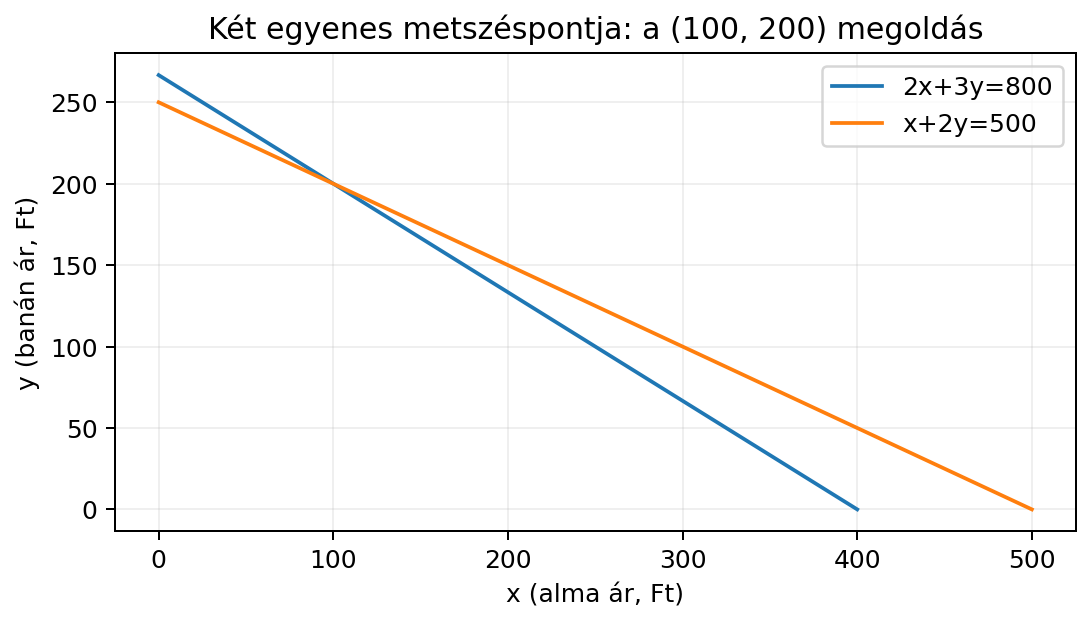 Két egyenes metszéspontja: a (100, 200) megoldás
2x+3y=800
x+2y=500
y (banán ár, Ft)
250
200
150
100
50
0
0 100 200 300 400 500
x (alma ár, Ft)